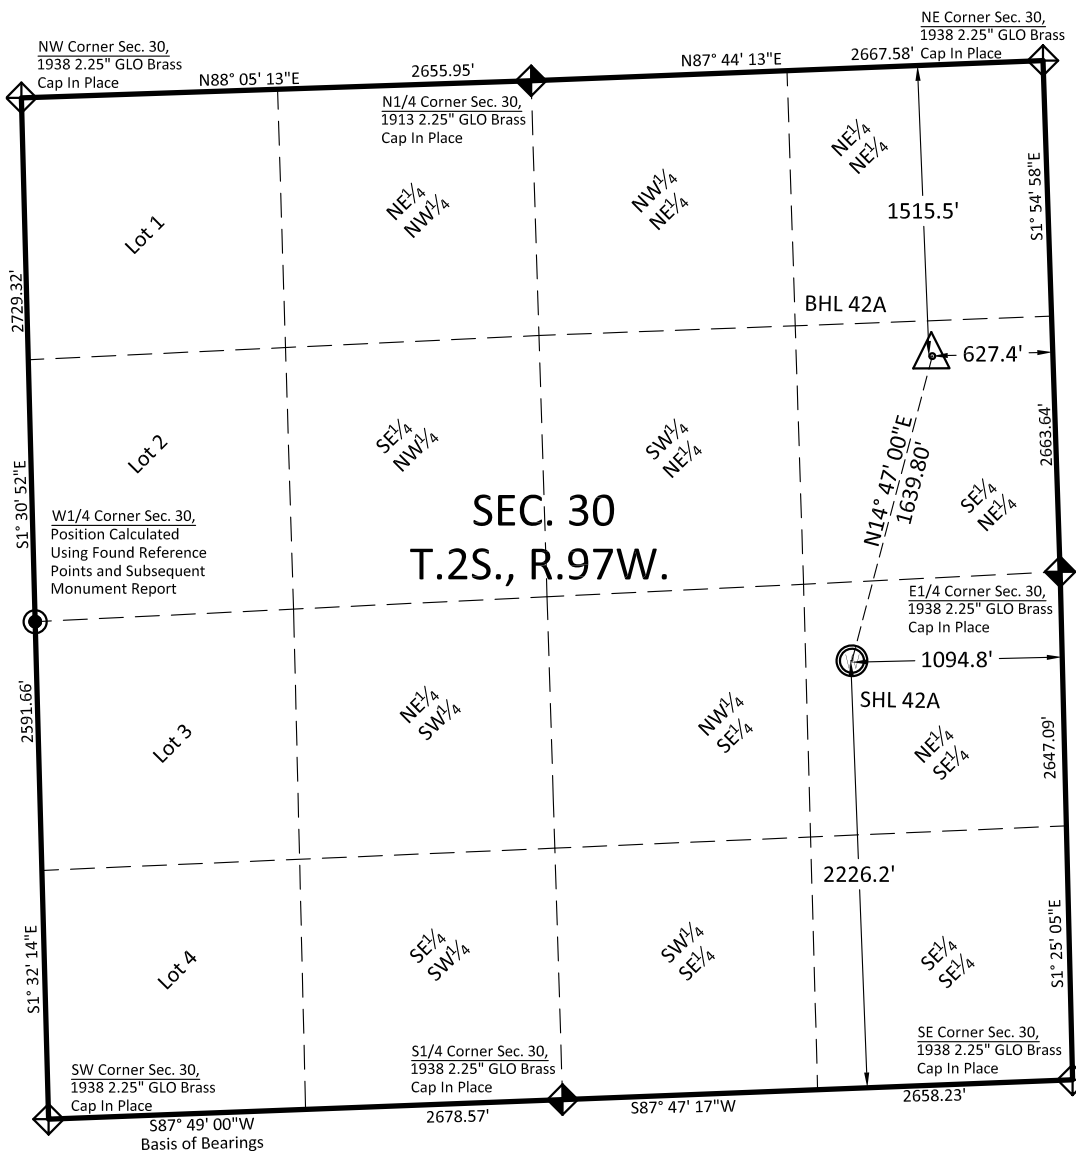 NW Corner Sec. 30,
1938 2.25" GLO Brass
Cap In Place
N88° 05' 13"E
2655.95'
N87° 44' 13"E
2667.58'
NE Corner Sec. 30,
1938 2.25" GLO Brass
Cap In Place
N1/4 Corner Sec. 30,
1913 2.25" GLO Brass
Cap In Place
Lot 1
NE¼
NW¼
NW¼
NE¼
NE¼
NE¼
1515.5'
S1° 54' 58"E
2729.32'
BHL 42A
627.4'
Lot 2
SE¼
NW¼
SW¼
NE¼
N14° 47' 00"E
1639.80'
SE¼
NE¼
2663.64'
S1° 30' 52"E
SEC. 30
T.2S., R.97W.
W1/4 Corner Sec. 30,
Position Calculated
Using Found Reference
Points and Subsequent
Monument Report
E1/4 Corner Sec. 30,
1938 2.25" GLO Brass
Cap In Place
1094.8'
SHL 42A
2591.66'
Lot 3
NE¼
SW¼
NW¼
SE¼
NE¼
SE¼
2647.09'
2226.2'
S1° 32' 14"E
Lot 4
SE¼
SW¼
SW¼
SE¼
SE¼
SE¼
S1° 25' 05"E
SW Corner Sec. 30,
1938 2.25" GLO Brass
Cap In Place
S1/4 Corner Sec. 30,
1938 2.25" GLO Brass
Cap In Place
SE Corner Sec. 30,
1938 2.25" GLO Brass
Cap In Place
S87° 49' 00"W
Basis of Bearings
2678.57'
S87° 47' 17"W
2658.23'